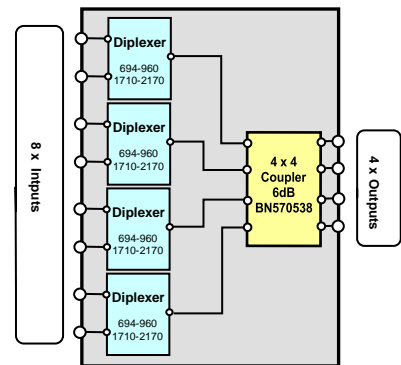 8 x Inputs
Diplexer
694-960
1710-2170
Diplexer
694-960
1710-2170
Diplexer
694-960
1710-2170
Diplexer
694-960
1710-2170
4 x 4
Coupler
6dB
BN570538
4 x Outputs